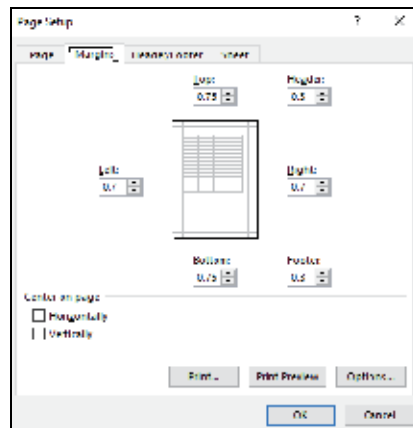 Page Setup ? X
Page Margins Header/Footer Sheet
Top: Header:
0.75 0.3
Left: Right:
0.7 0.7
Bottom: Footer:
0.75 0.3
Center on page
Horizontally
Vertically
Print... Print Preview Options...
OK Cancel